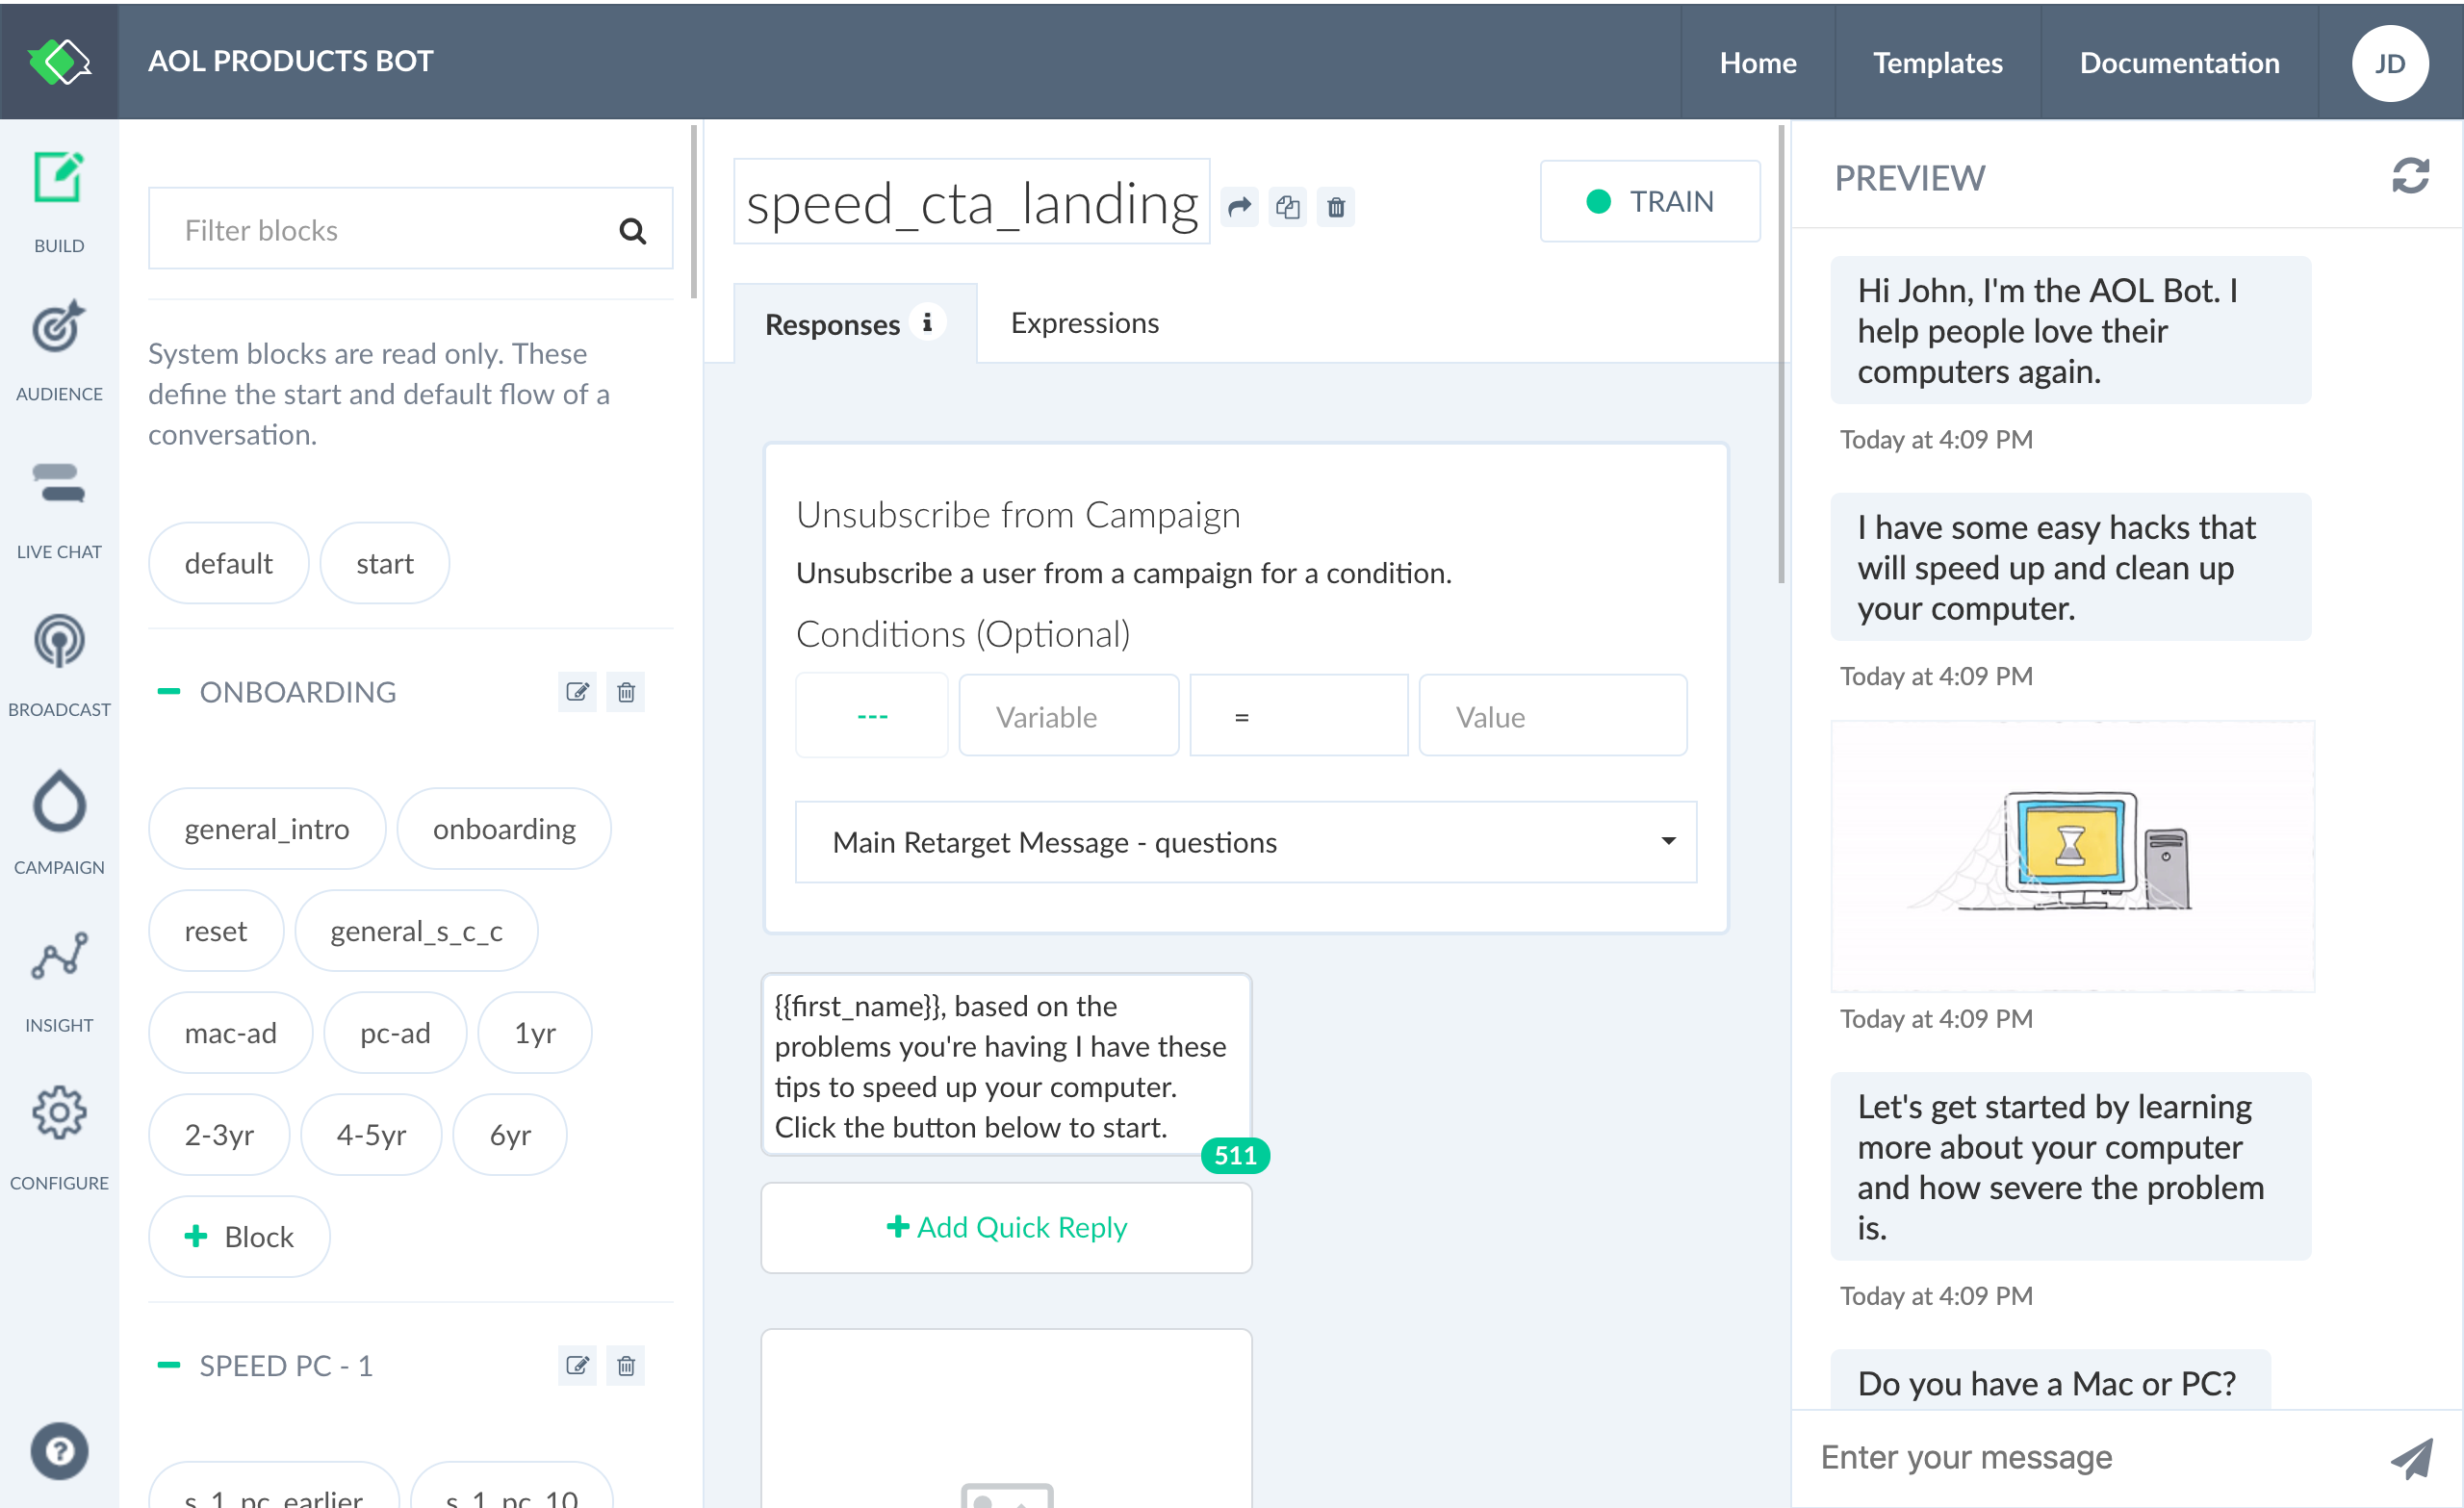 AOL PRODUCTS BOT
Home
Templates
Documentation
JD
BUILD
AUDIENCE
LIVE CHAT
BROADCAST
CAMPAIGN
INSIGHT
CONFIGURE
?
Filter blocks
System blocks are read only. These
define the start and default flow of a
conversation.
default
start
ONBOARDING
general_intro
onboarding
reset
general_s_c_c
mac-ad
pc-ad
1yr
2-3yr
4-5yr
6yr
+ Block
SPEED PC - 1
s_1_pc_earlier
s_1_pc_10
speed_cta_landing
TRAIN
Responses i
Expressions
Unsubscribe from Campaign
Unsubscribe a user from a campaign for a condition.
Conditions (Optional)
---
Variable
=
Value
Main Retarget Message - questions
{{first_name}}, based on the
problems you're having I have these
tips to speed up your computer.
Click the button below to start.
511
+ Add Quick Reply
PREVIEW
Hi John, I'm the AOL Bot. I
help people love their
computers again.
Today at 4:09 PM
I have some easy hacks that
will speed up and clean up
your computer.
Today at 4:09 PM
Today at 4:09 PM
Let's get started by learning
more about your computer
and how severe the problem
is.
Today at 4:09 PM
Do you have a Mac or PC?
Enter your message